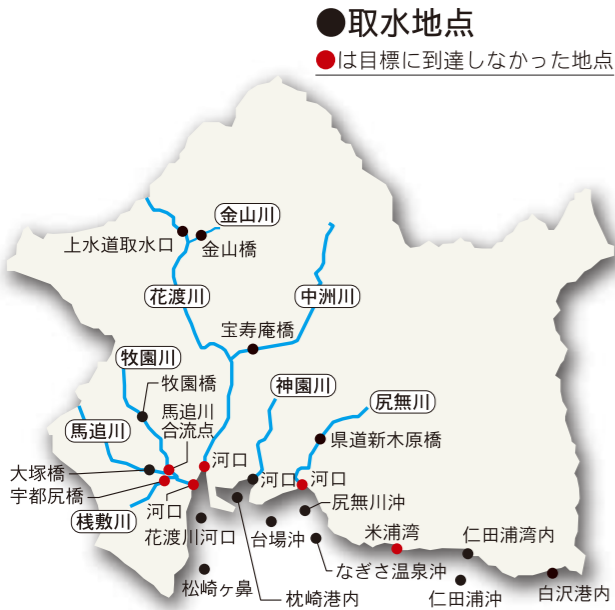 ●取水地点
●は目標に到達しなかった地点
金山川
上水道取水口
金山橋
花渡川
中洲川
宝寿庵橋
牧園川
牧園橋
神園川
尻無川
馬追川
馬追川
合流点
県道新木原橋
大塚橋
宇都尻橋
河口
河口
河口
河口
桟敷川
花渡川河口
台場沖
尻無川沖
米浦湾
仁田浦湾内
なぎさ温泉沖
松崎ヶ鼻
枕崎港内
仁田浦沖
白沢港内